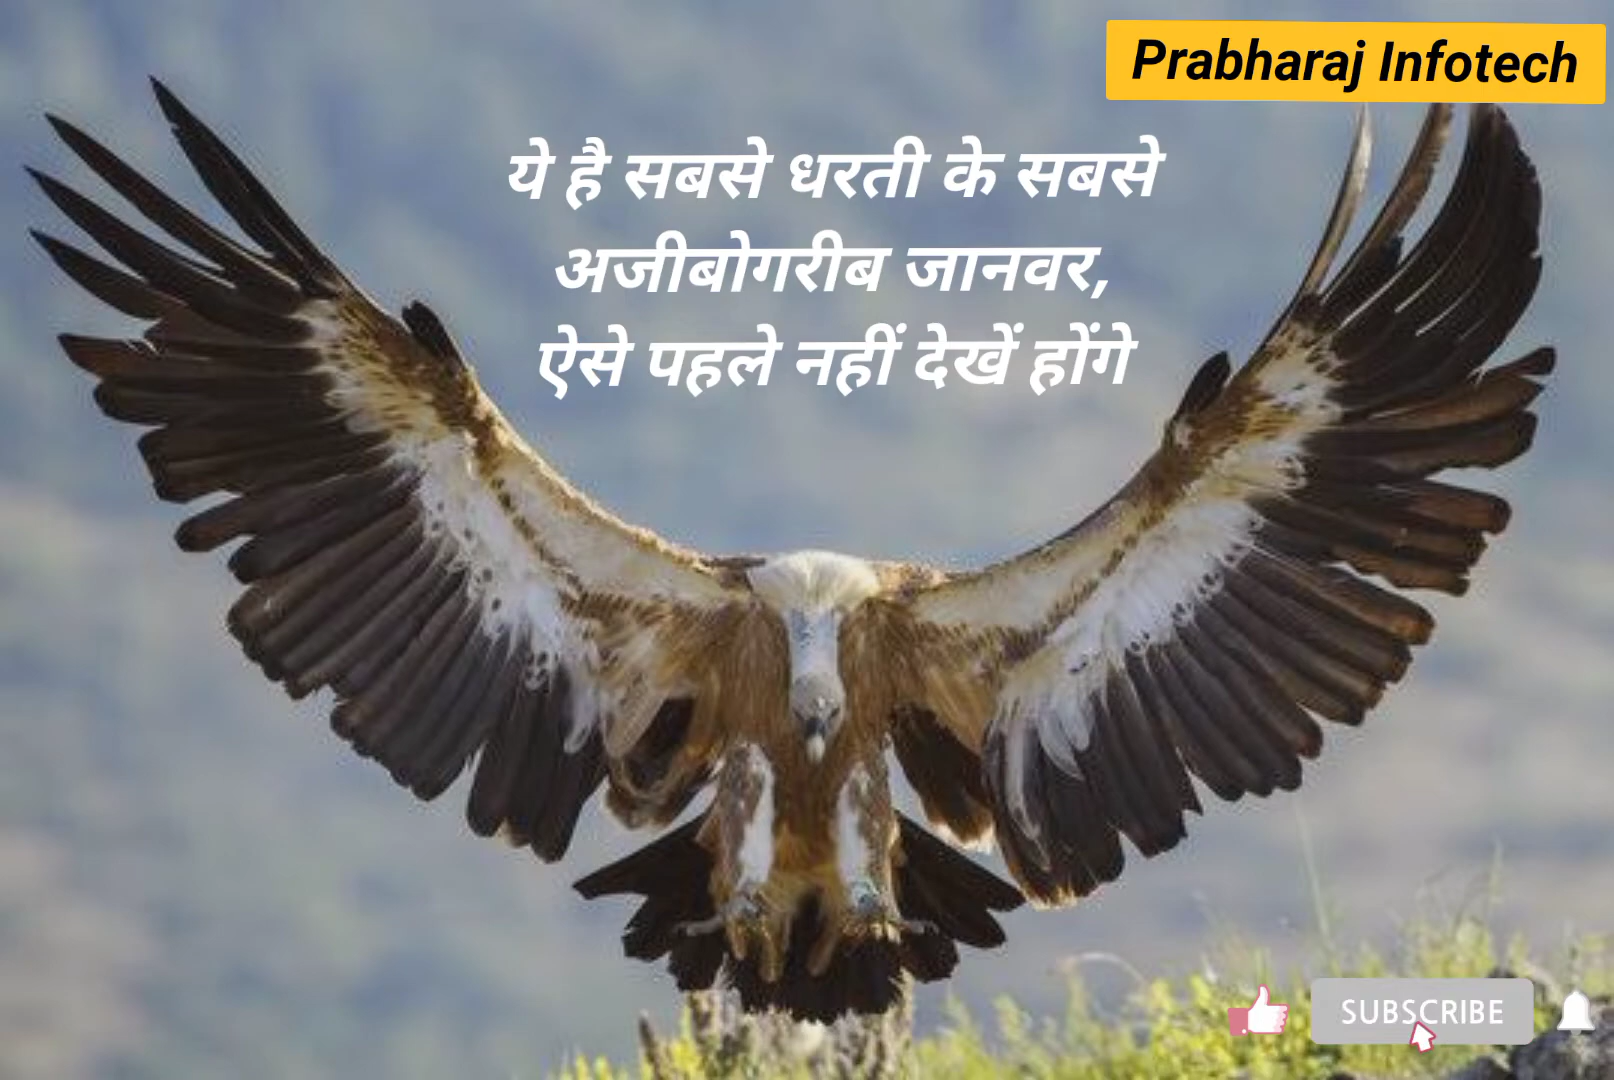 Prabharaj Infotech
ये है सबसे धरती के सबसे
अजीबोगरीब जानवर,
ऐसे पहले नहीं देखें होंगे
SUBSCRIBE